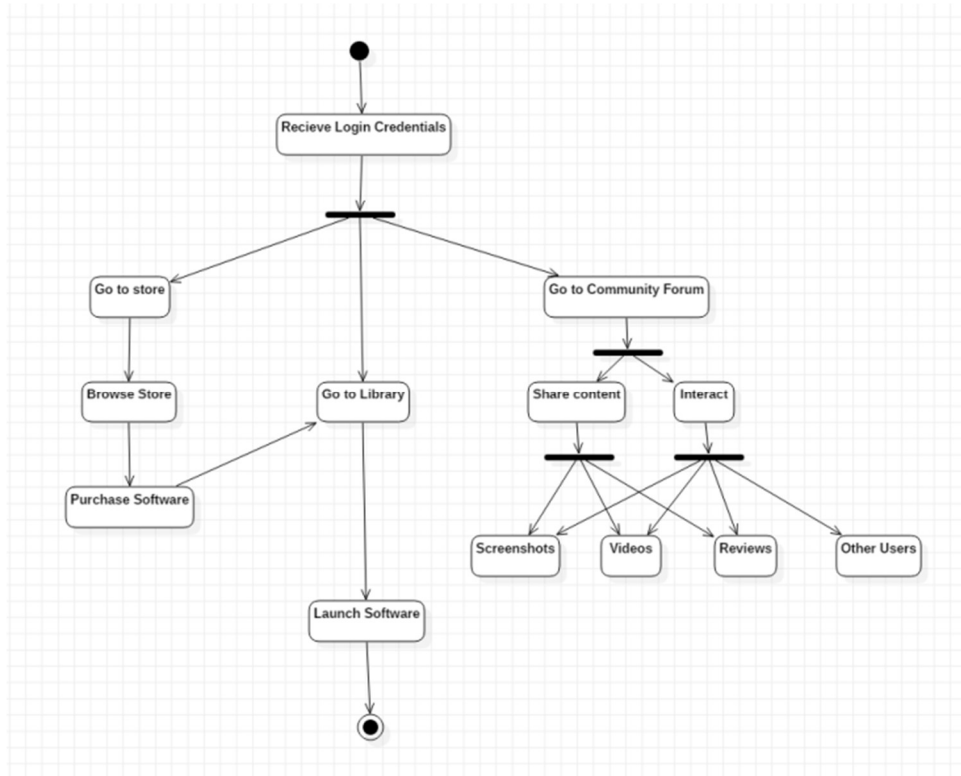 Recieve Login Credentials
Go to store
Go to Community Forum
Browse Store
Go to Library
Share content
Interact
Purchase Software
Screenshots
Videos
Reviews
Other Users
Launch Software